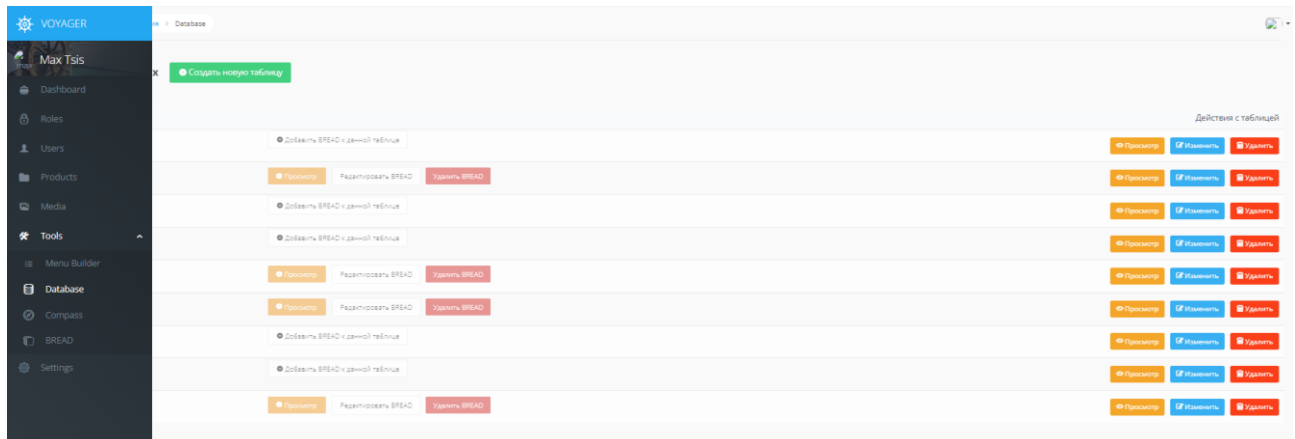 VOYAGER
Database
Max Tsis
Создать новую таблицу
Dashboard
Roles
Действия с таблицей
Users
Добавить BREAD к данной таблице
Просмотр Изменить Удалить
Products
Просмотр Редактировать BREAD Удалить BREAD
Просмотр Изменить Удалить
Media
Добавить BREAD к данной таблице
Просмотр Изменить Удалить
Tools
Добавить BREAD к данной таблице
Просмотр Изменить Удалить
Menu Builder
Просмотр Редактировать BREAD Удалить BREAD
Просмотр Изменить Удалить
Database
Compass
Просмотр Редактировать BREAD Удалить BREAD
Просмотр Изменить Удалить
BREAD
Добавить BREAD к данной таблице
Просмотр Изменить Удалить
Settings
Добавить BREAD к данной таблице
Просмотр Изменить Удалить
Просмотр Редактировать BREAD Удалить BREAD
Просмотр Изменить Удалить